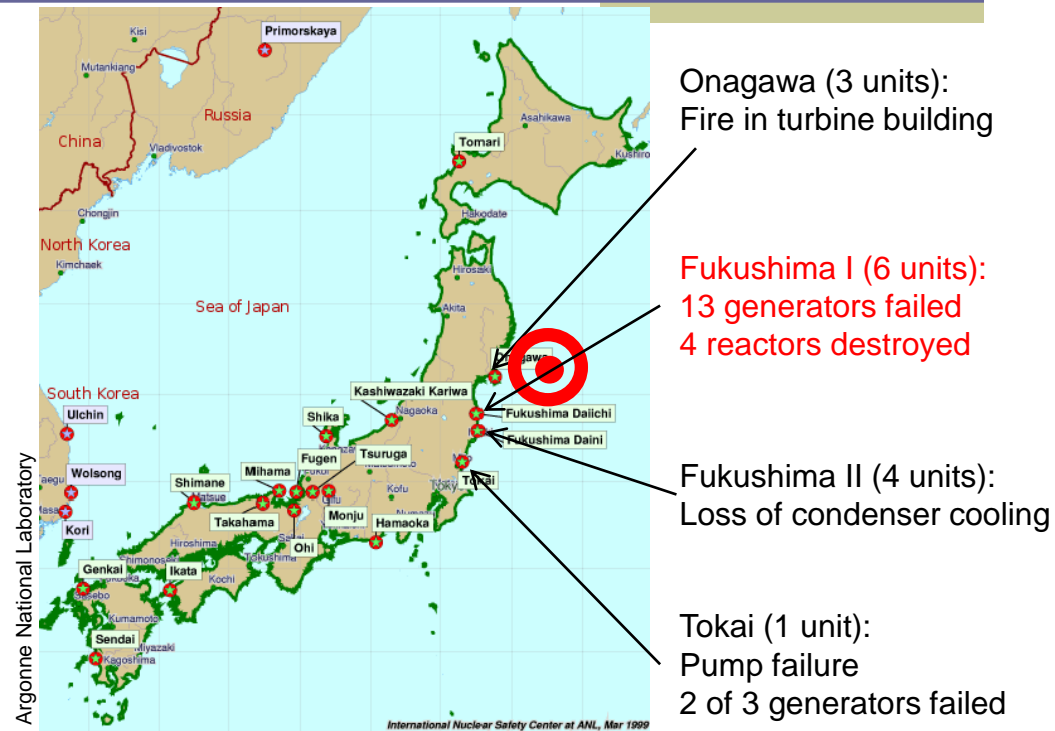 Kisi
Primorskaya
Mutankiang
Russia
China
Vladivostok
Asahikawa
Tomari
Kushiro
Chongjin
Hakodate
North Korea
Kimchaek
Hirosaki
Sea of Japan
Akita
Onagawa
South Korea
Kashiwazaki Kariwa
Ulchin
Shika
Nagaoka
Fukushima Daiichi
Fukushima Daini
Fugen
Tsuruga
Wolsong
Mihama
Shimane
Kofu
Tokai
Matsue
Gifu
Takahama
Monju
Hamaoka
Kori
Ohi
Hiroshima
Genkai
Ikata
Kochi
Kumamoto
Sendai
Miyazaki
Kagoshima
International Nuclear Safety Center at ANL, Mar 1999
Argonne National Laboratory
Onagawa (3 units):
Fire in turbine building
Fukushima I (6 units):
13 generators failed
4 reactors destroyed
Fukushima II (4 units):
Loss of condenser cooling
Tokai (1 unit):
Pump failure
2 of 3 generators failed